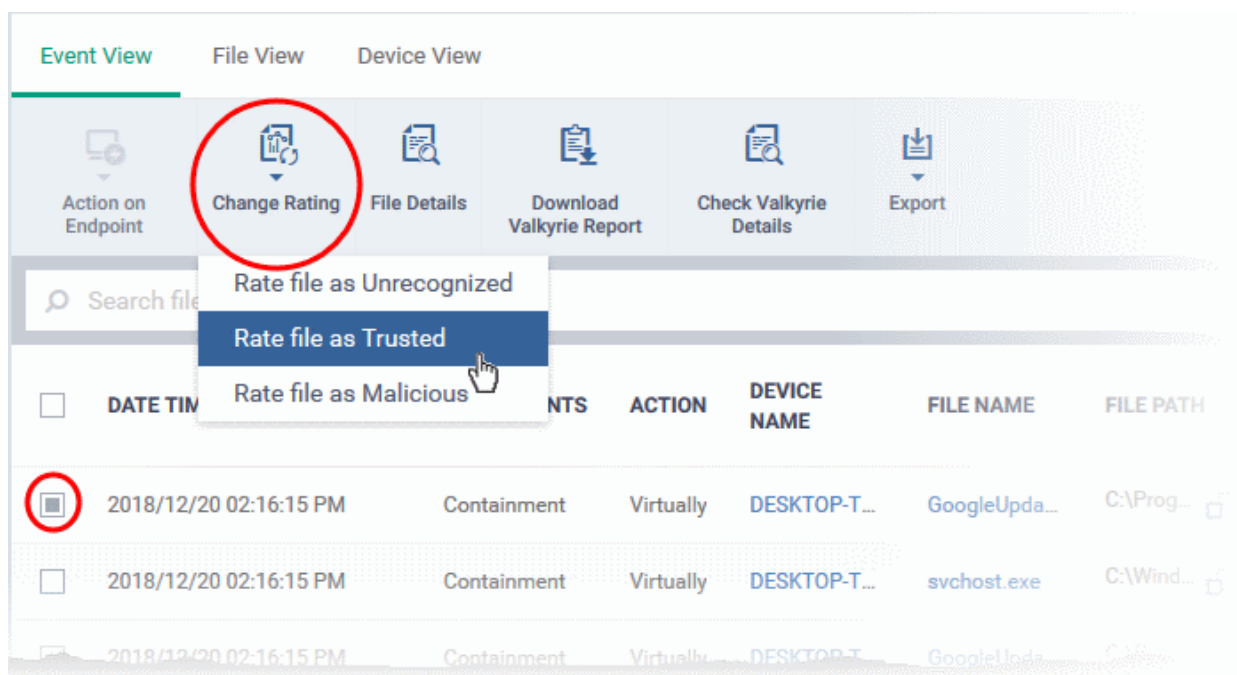 Event View File View Device View
Action on Endpoint
Change Rating
File Details
Download Valkyrie Report
Check Valkyrie Details
Export
Search file
Rate file as Unrecognized
Rate file as Trusted
Rate file as Malicious
DATE TIM NTS ACTION DEVICE NAME FILE NAME FILE PATH
2018/12/20 02:16:15 PM Containment Virtually DESKTOP-T... GoogleUpda... C:\Prog...
2018/12/20 02:16:15 PM Containment Virtually DESKTOP-T... svchost.exe C:\Wind...
2018/12/20 02:16:15 PM Containment Virtually DESKTOP-T GoogleUpda